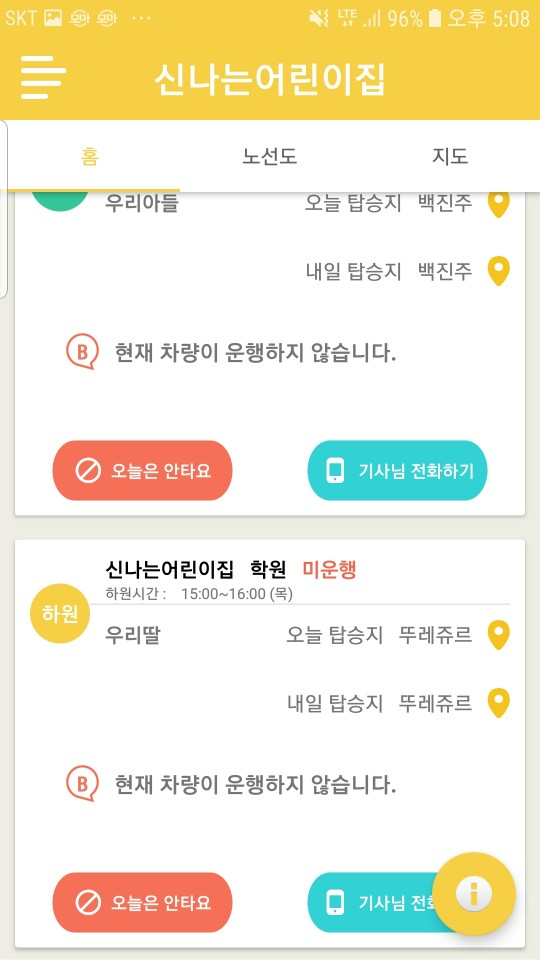 SKT 모아 모아 ... LTE 96% 오후 5:08
신나는어린이집
홈 노선도 지도
우리아들 오늘 탑승지 백진주
내일 탑승지 백진주
B 현재 차량이 운행하지 않습니다.
오늘은 안타요 기사님 전화하기
신나는어린이집 학원 미운행
하원시간 : 15:00~16:00 (목)
하원
우리딸 오늘 탑승지 뚜레쥬르
내일 탑승지 뚜레쥬르
B 현재 차량이 운행하지 않습니다.
오늘은 안타요 기사님 전화